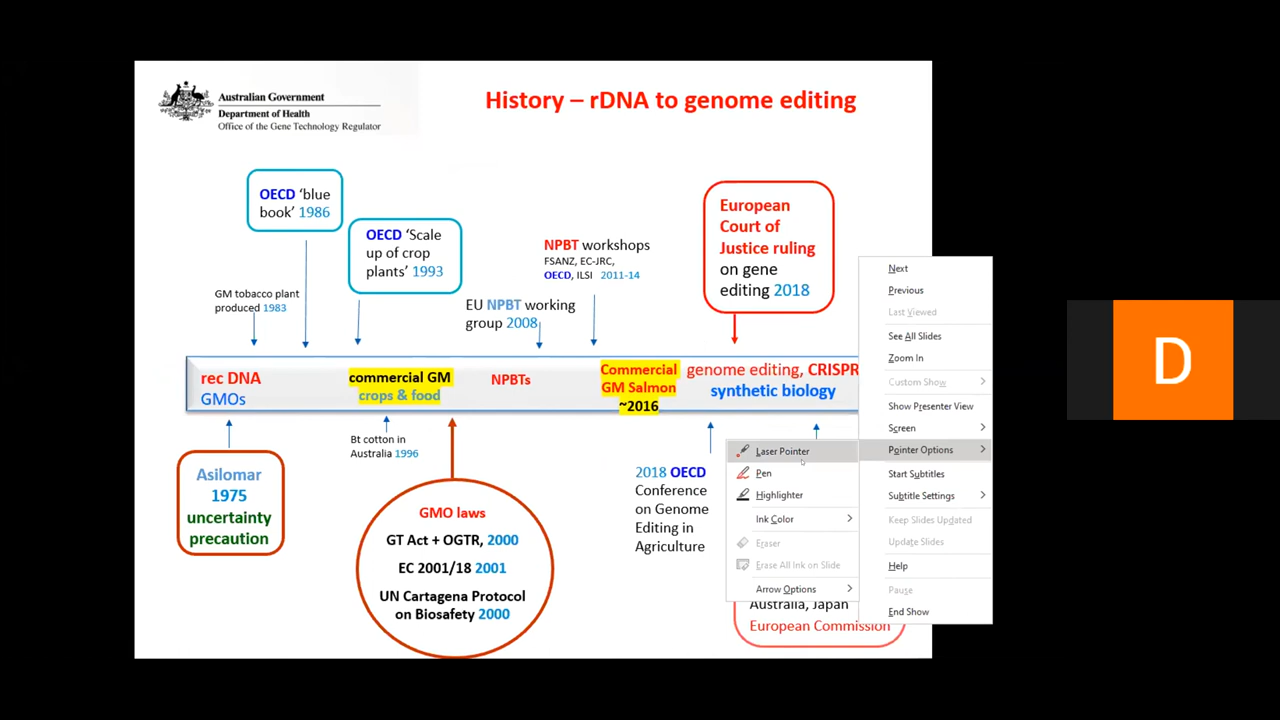 Australian Government
Department of Health
Office of the Gene Technology Regulator
History – rDNA to genome editing
OECD ‘blue
book’ 1986
OECD ‘Scale
up of crop
plants’ 1993
GM tobacco plant
produced 1983
NPBT workshops
FSANZ, EC-JRC,
OECD, ILSI 2011-14
EU NPBT working
group 2008
European
Court of
Justice ruling
on gene
editing 2018
rec DNA
GMOs
commercial GM
crops & food
NPBTs
Commercial
GM Salmon
~2016
genome editing, CRISPR
synthetic biology
Asilomar
1975
uncertainty
precaution
Bt cotton in
Australia 1996
GMO laws
GT Act + OGTR, 2000
EC 2001/18 2001
UN Cartagena Protocol
on Biosafety 2000
2018 OECD
Conference
on Genome
Editing in
Agriculture
Australia, Japan
European Commission
Laser Pointer
Pen
Highlighter
Ink Color
Eraser
Erase All Ink on Slide
Arrow Options
Next
Previous
Last Viewed
See All Slides
Zoom In
Custom Show
Show Presenter View
Screen
Pointer Options
Start Subtitles
Subtitle Settings
Keep Slides Updated
Update Slides
Help
Pause
End Show
D